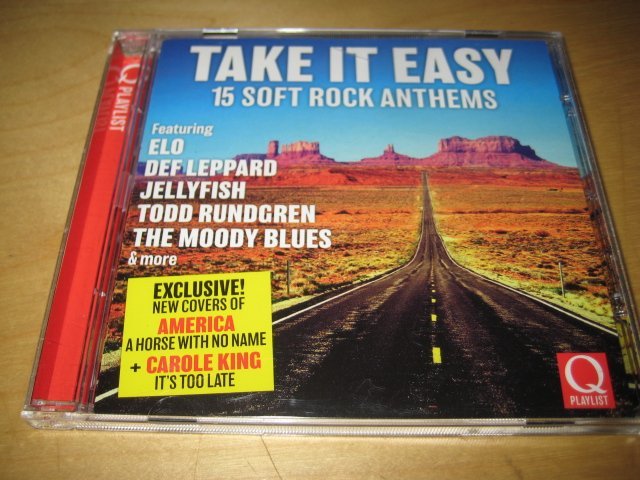 TAKE IT EASY
15 SOFT ROCK ANTHEMS
Q PLAYLIST
Featuring
ELO
DEF LEPPARD
JELLYFISH
TODD RUNDGREN
THE MOODY BLUES
& more
EXCLUSIVE!
NEW COVERS OF
AMERICA
A HORSE WITH NO NAME
+ CAROLE KING
IT'S TOO LATE
Q
PLAYLIST